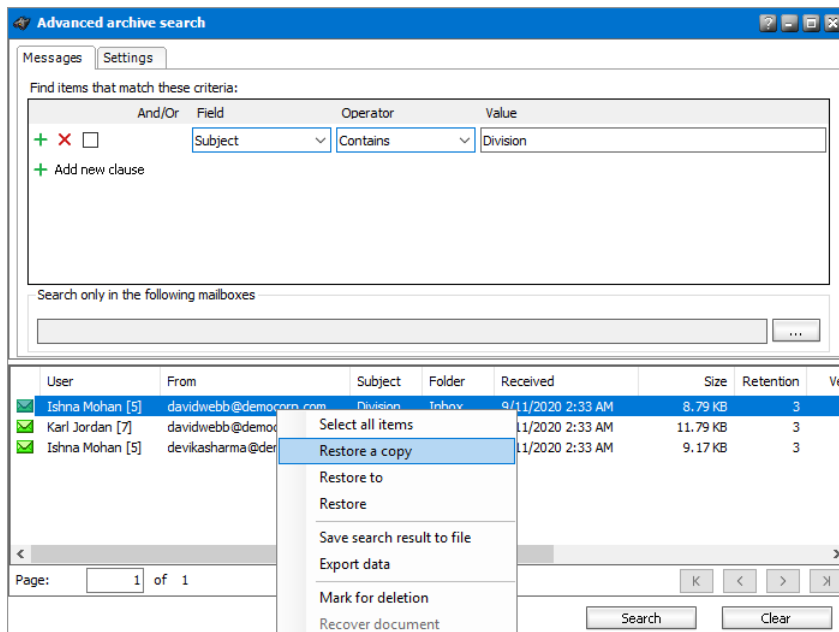 Advanced archive search
Messages Settings
Find items that match these criteria:
And/Or Field Operator Value
Subject Contains Division
Add new clause
Search only in the following mailboxes
...
User From Subject Folder Received Size Retention
Ishna Mohan [5] davidwebb@democorp.com Division Inbox 9/11/2020 2:33 AM 8.79 KB 3
Karl Jordan [7] 11/2020 2:33 AM 11.79 KB 3
Ishna Mohan [5] 11/2020 2:33 AM 9.17 KB 3
Select all items
Restore a copy
Restore to
Restore
Save search result to file
Export data
Mark for deletion
Recover document
Page: 1 of 1
Search Clear